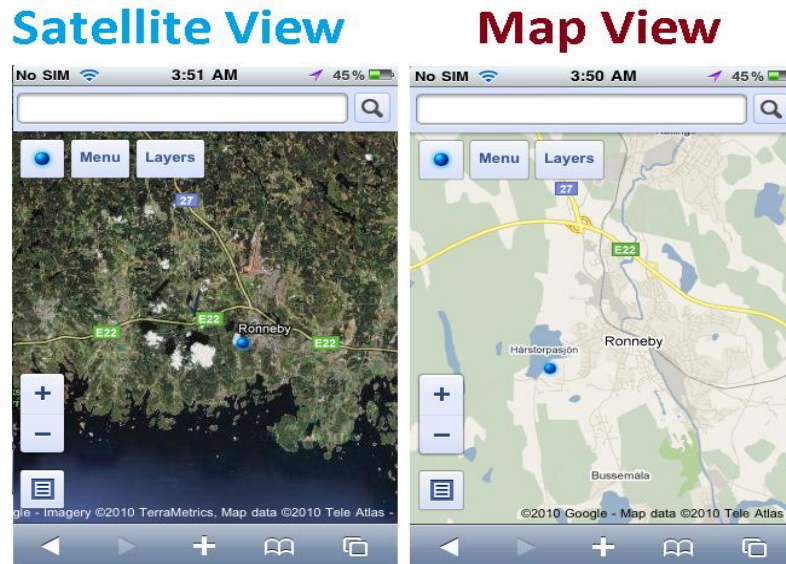 Satellite View
No SIM 3:51 AM 45%
Menu Layers
27
E22 E22 E22
Ronneby
+
−
gle - Imagery ©2010 TerraMetrics, Map data ©2010 Tele Atlas -
Map View
No SIM 3:50 AM 45%
Menu Layers
27
E22
Hårstorpasjön
Ronneby
+
−
Bussemåla
©2010 Google - Map data ©2010 Tele Atlas